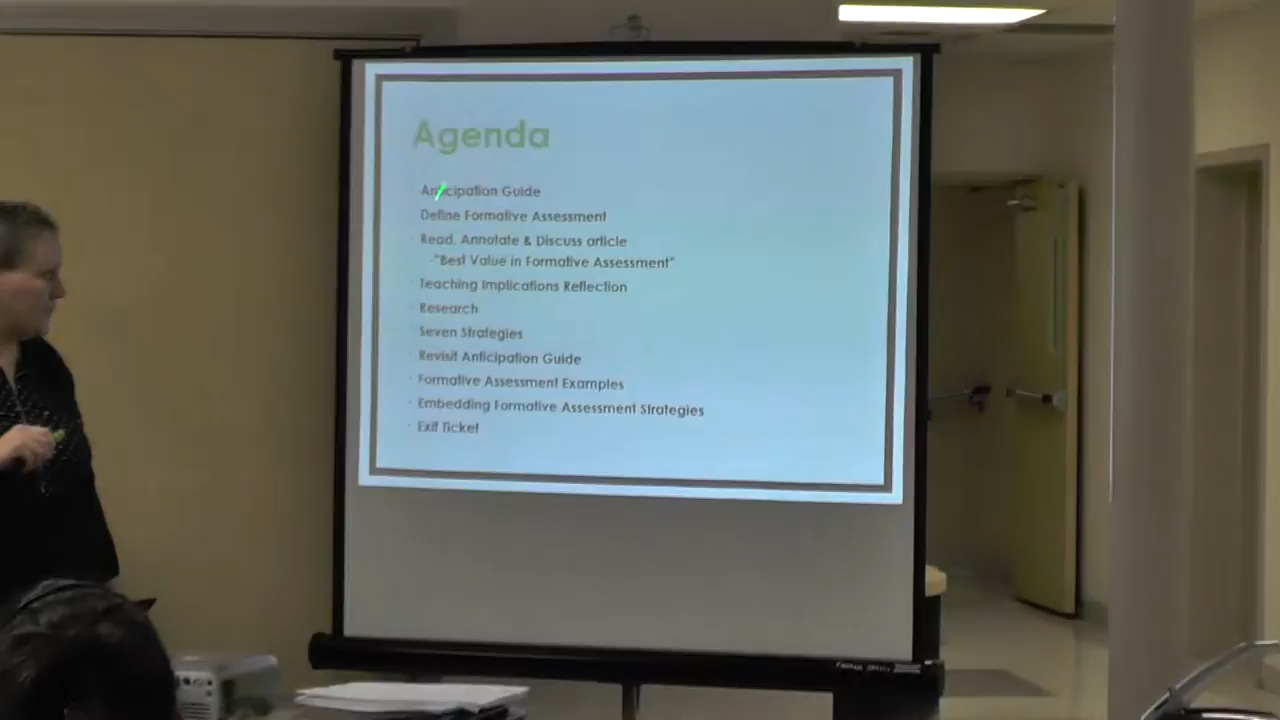 Agenda
Anticipation Guide
Define Formative Assessment
Read, Annotate & Discuss article
-"Best Value in Formative Assessment"
Teaching Implications Reflection
Research
Seven Strategies
Revisit Anticipation Guide
Formative Assessment Examples
Embedding Formative Assessment Strategies
Exit Ticket